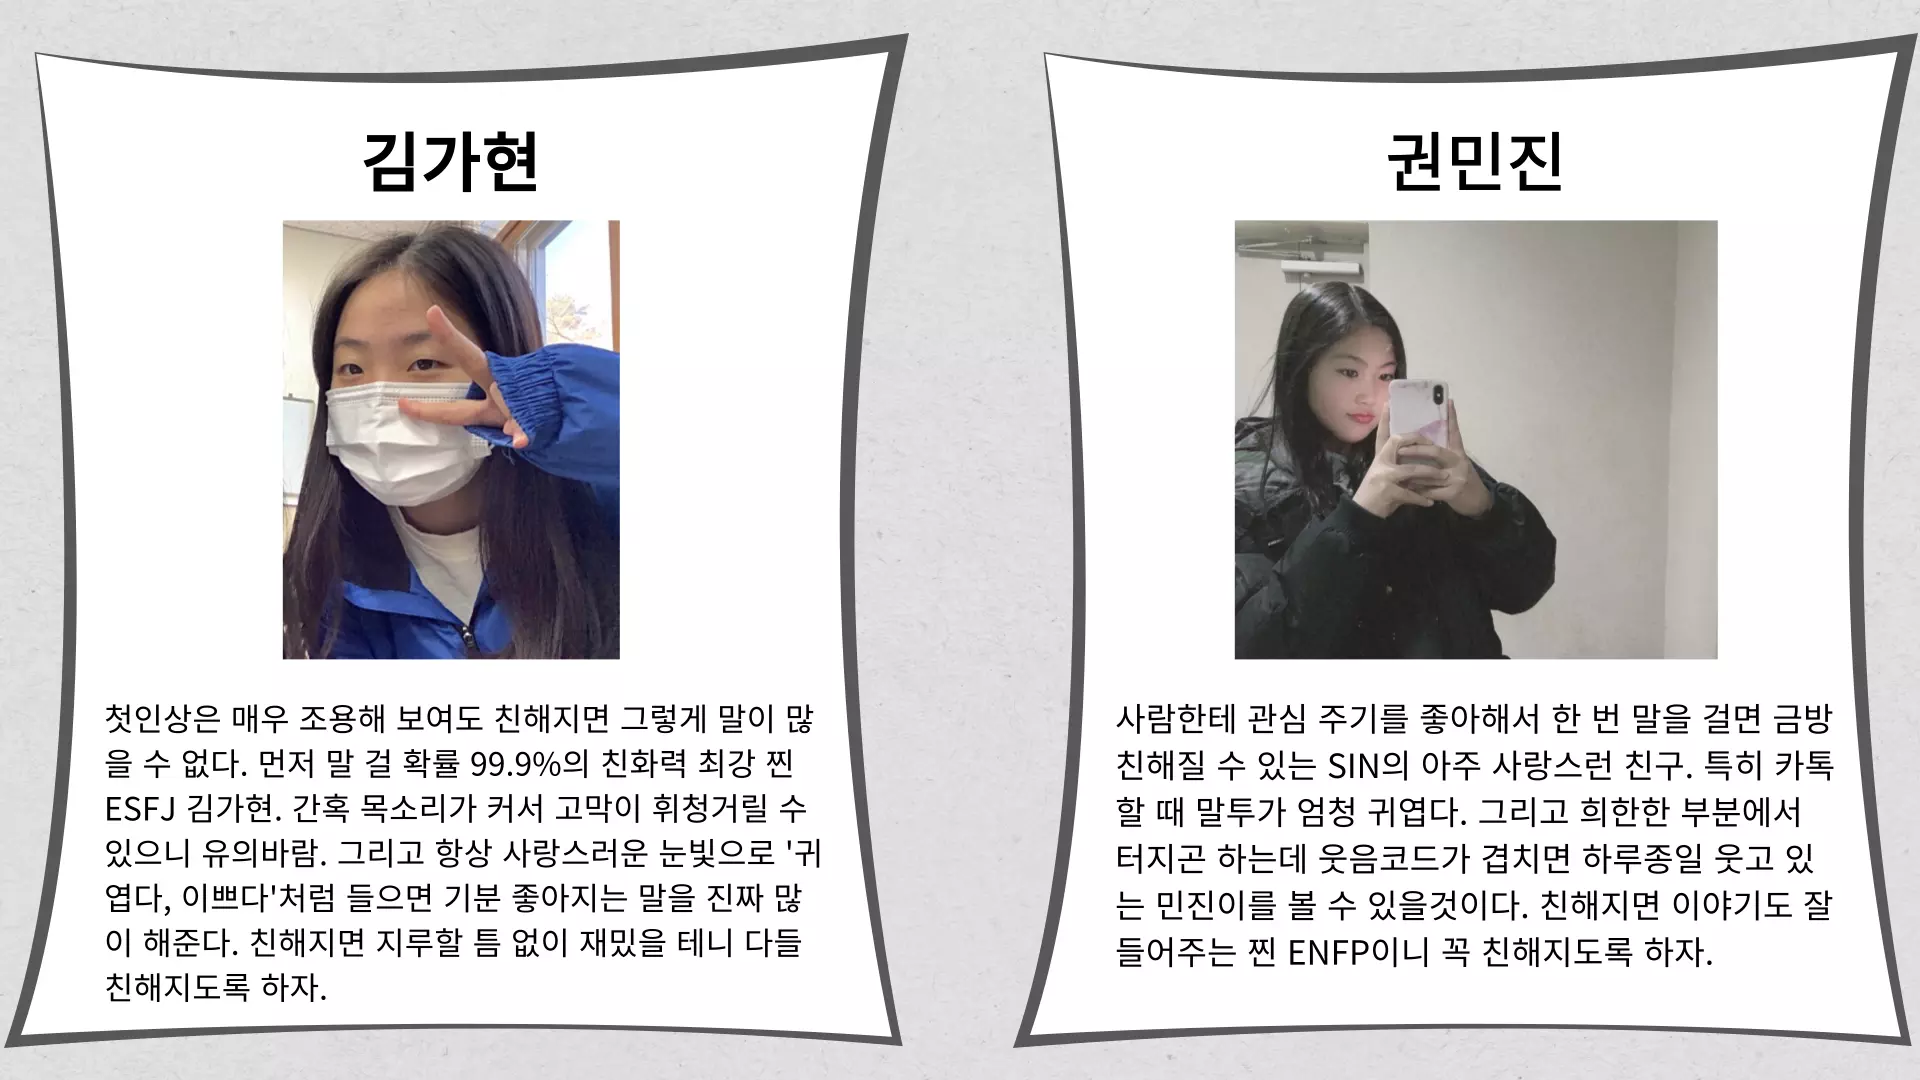 김가현
첫인상은 매우 조용해 보여도 친해지면 그렇게 말이 많
을 수 없다. 먼저 말 걸 확률 99.9%의 친화력 최강 찐
ESFJ 김가현. 간혹 목소리가 커서 고막이 휘청거릴 수
있으니 유의바람. 그리고 항상 사랑스러운 눈빛으로 '귀
엽다, 이쁘다'처럼 들으면 기분 좋아지는 말을 진짜 많
이 해준다. 친해지면 지루할 틈 없이 재밌을 테니 다들
친해지도록 하자.
권민진
사람한테 관심 주기를 좋아해서 한 번 말을 걸면 금방
친해질 수 있는 SIN의 아주 사랑스런 친구. 특히 카톡
할 때 말투가 엄청 귀엽다. 그리고 희한한 부분에서
터지곤 하는데 웃음코드가 겹치면 하루종일 웃고 있
는 민진이를 볼 수 있을것이다. 친해지면 이야기도 잘
들어주는 찐 ENFP이니 꼭 친해지도록 하자.